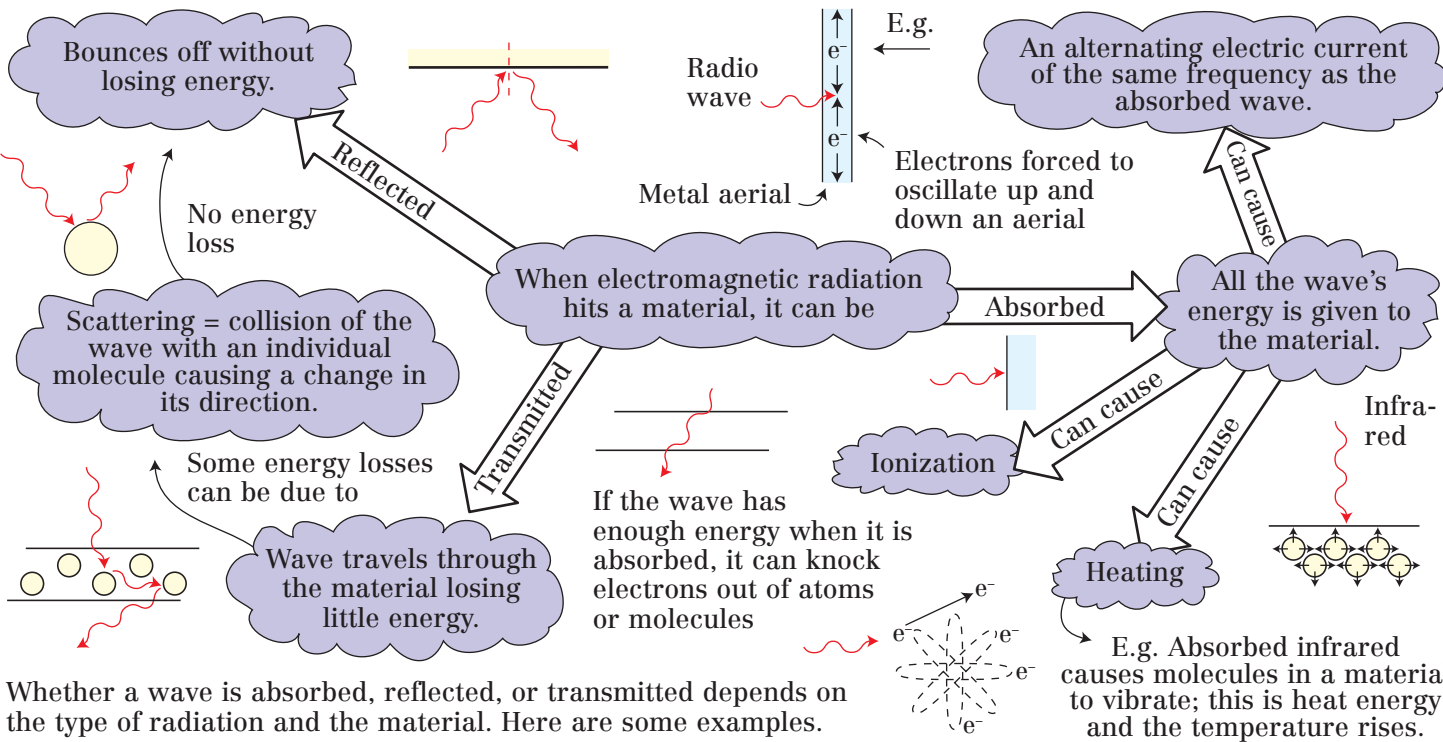 Bounces off without
losing energy.
Reflected
No energy
loss
Scattering = collision of the
wave with an individual
molecule causing a change in
its direction.
Some energy losses
can be due to
Wave travels through
the material losing
little energy.
Transmitted
When electromagnetic radiation
hits a material, it can be
Radio
wave
Metal aerial
e⁻
e⁻
E.g.
Electrons forced to
oscillate up and
down an aerial
Absorbed
All the wave's
energy is given to
the material.
Can cause
An alternating electric current
of the same frequency as the
absorbed wave.
Can cause
Ionization
If the wave has
enough energy when it is
absorbed, it can knock
electrons out of atoms
or molecules
e⁻
e⁻
e⁻
e⁻
e⁻
Can cause
Heating
Infra-
red
E.g. Absorbed infrared
causes molecules in a materia
to vibrate; this is heat energy
and the temperature rises.
Whether a wave is absorbed, reflected, or transmitted depends on
the type of radiation and the material. Here are some examples.